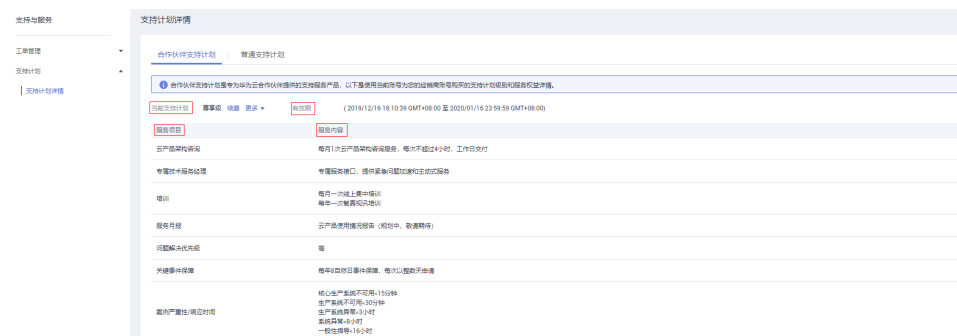 支持与服务
支持计划详情
工单管理
支持计划
支持计划详情
合作伙伴支持计划
普通支持计划
合作伙伴支持计划是专为华为云合作伙伴提供的支持服务产品，以下是使用当前账号为您的经销商账号购买的支持计划级别和服务权益详情。
当前支持计划 尊享级 续费 更多 有效期 （2019/12/16 18:10:39 GMT+08:00 至 2020/01/16 23:59:59 GMT+08:00）
服务项目 服务内容
云产品架构咨询 每月1次云产品架构咨询服务，每次不超过4小时，工作日交付
专属技术服务经理 专属服务接口，提供紧急问题加速和主动式服务
培训
每月一次线上集中培训
每年一次智真视讯培训
服务月报 云产品使用情况报告（规划中，敬请期待）
问题解决优先级 高
关键事件保障 每年8自然日事件保障，每次以整数天申请
案例严重性/响应时间
核心生产系统不可用<15分钟
生产系统不可用<30分钟
生产系统异常<3小时
系统异常<8小时
一般性指导<16小时